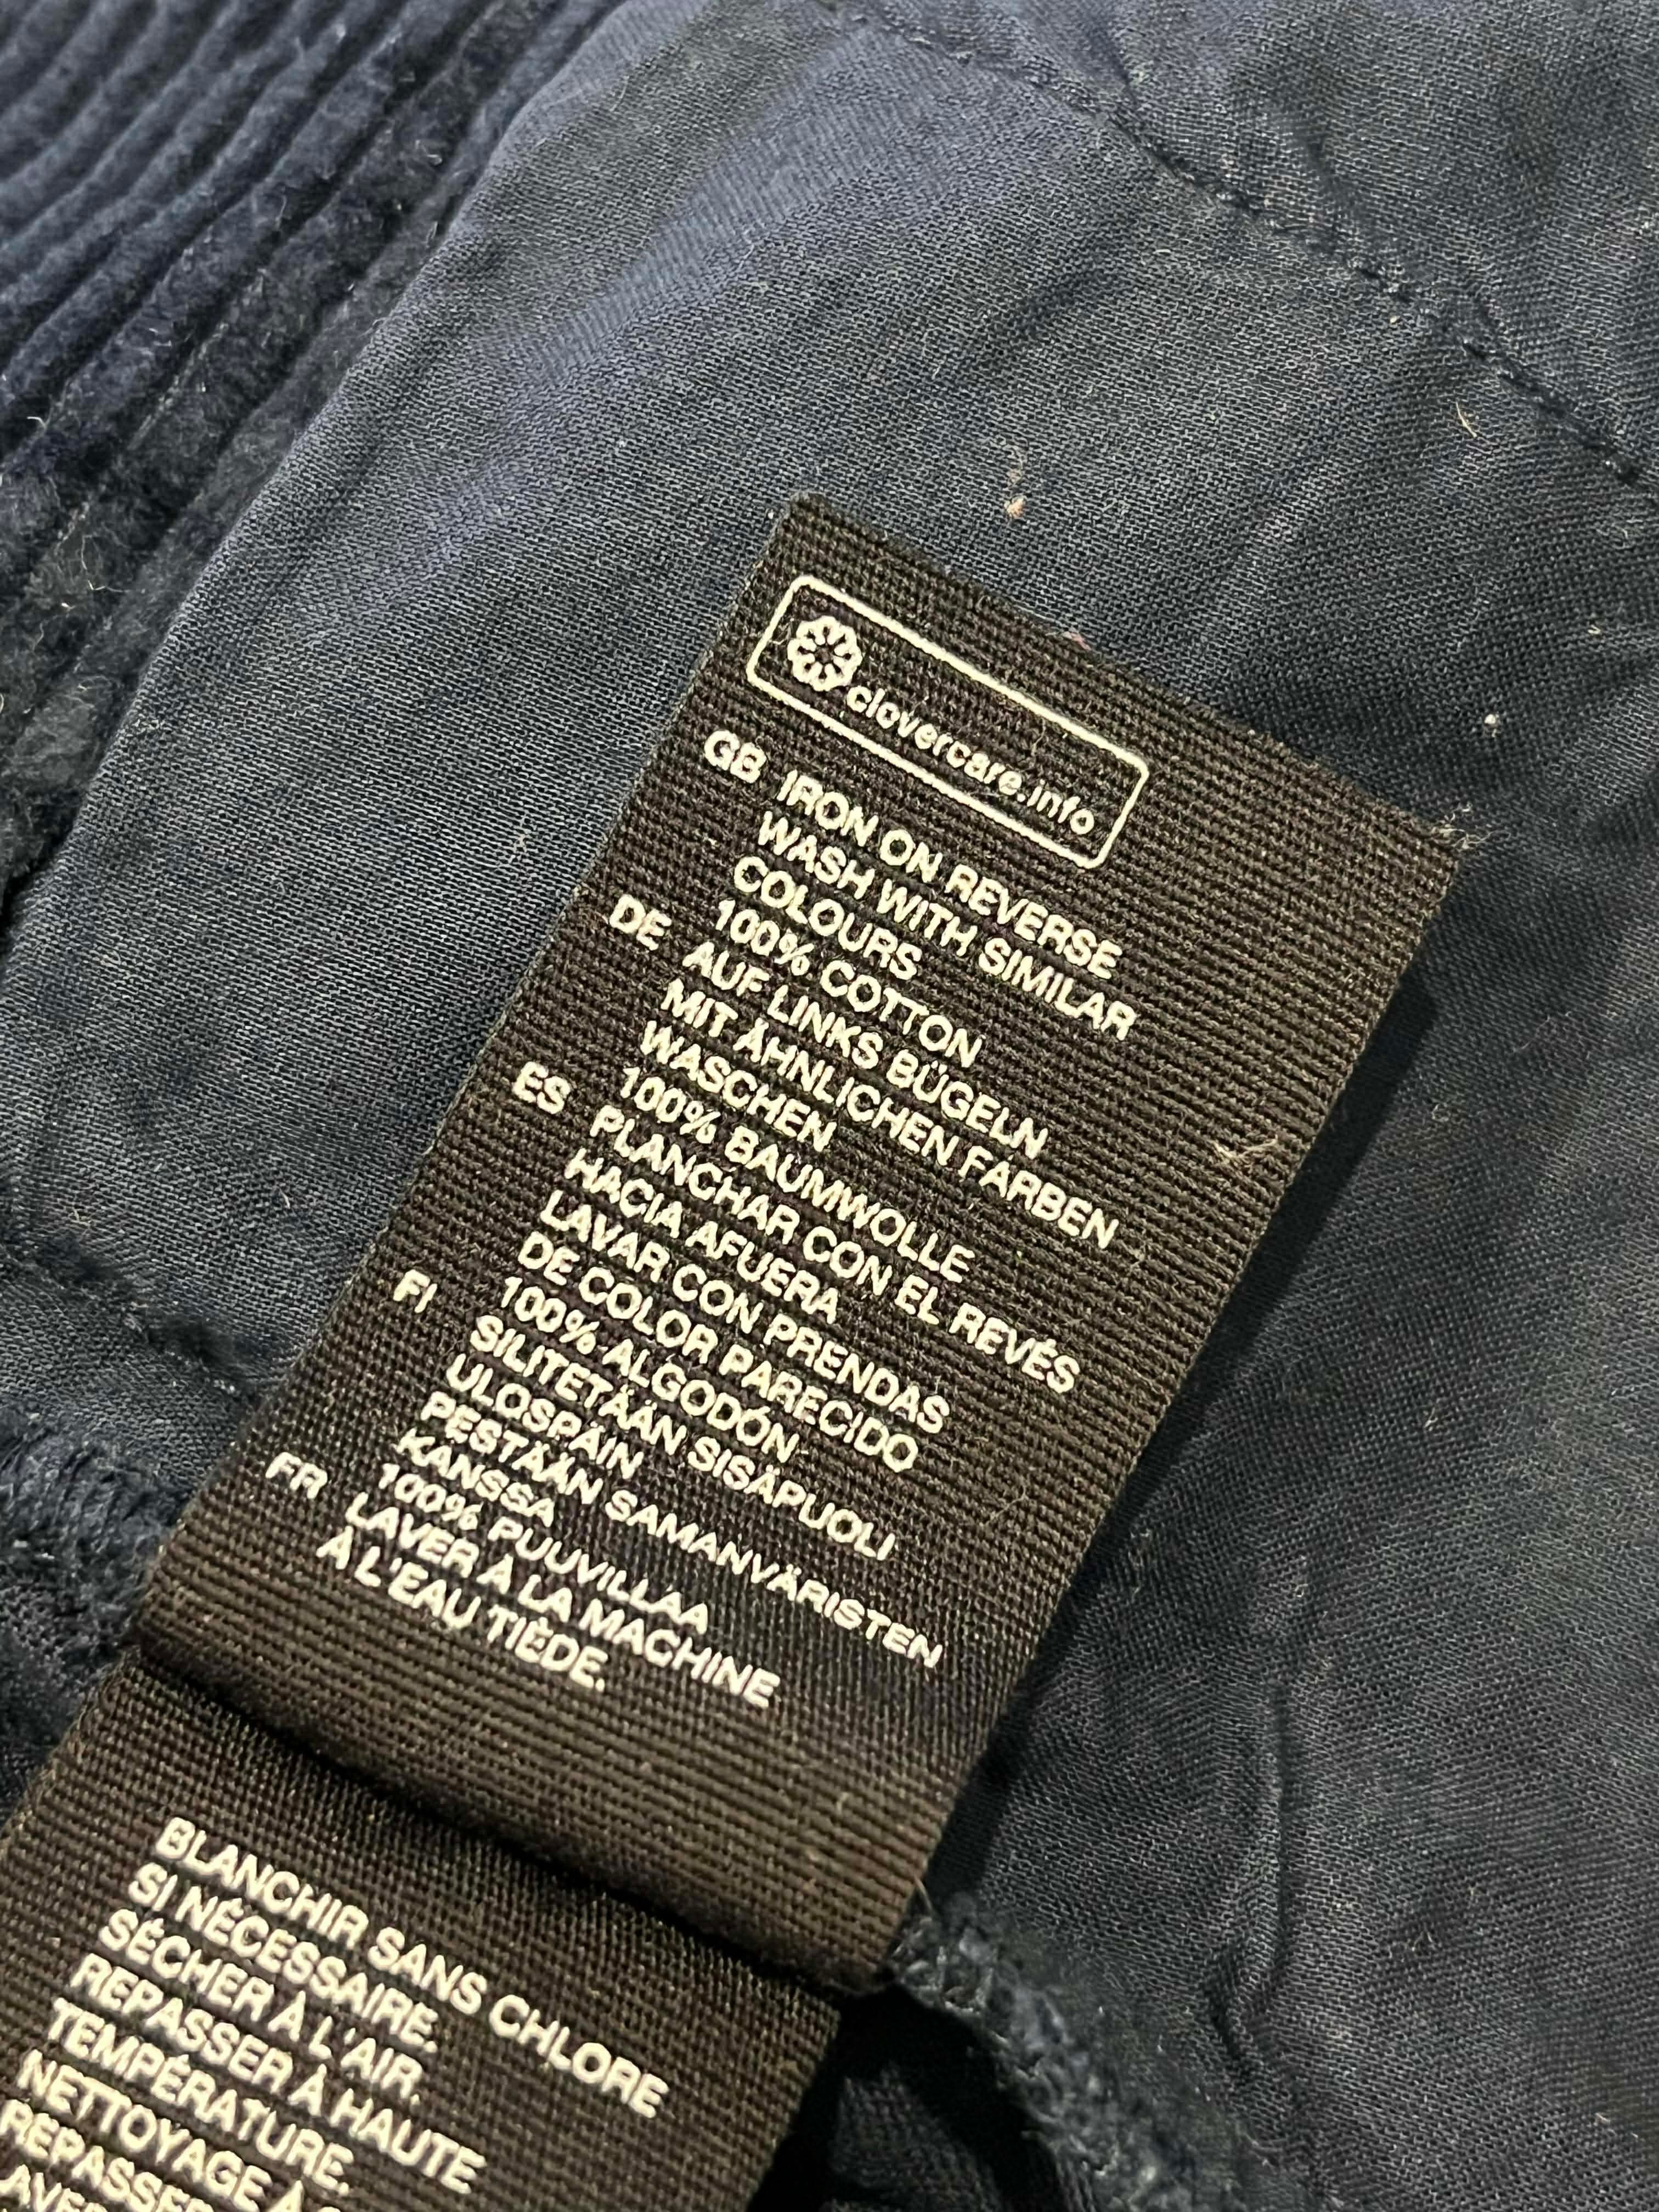 clovercare.info
GB IRON ON REVERSE
WASH WITH SIMILAR
COLOURS
100% COTTON
DE AUF LINKS BÜGELN
MIT ÄHNLICHEN FARBEN
WASCHEN
100% BAUMWOLLE
ES PLANCHAR CON EL REVÉS
HACIA AFUERA
LAVAR CON PRENDAS
DE COLOR PARECIDO
100% ALGODÓN
FI SILITETÄÄN SISÄPUOLI
ULOSPÄIN
PESTÄÄN SAMANVÄRISTEN
KANSSA
100% PUUVILLAA
FR LAVER À LA MACHINE
À L'EAU TIÈDE.
BLANCHIR SANS CHLORE
SI NÉCESSAIRE.
SÉCHER À L'AIR.
REPASSER À HAUTE
TEMPÉRATURE.
NETTOYAGE À